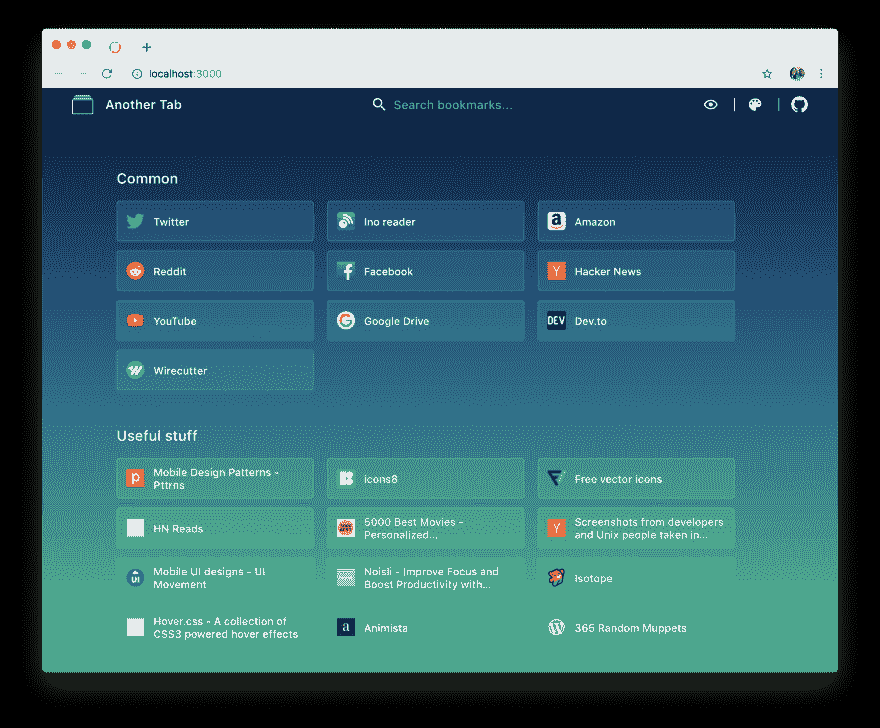 localhost:3000
Another Tab
Search bookmarks...
Common
Twitter
Ino reader
Amazon
Reddit
Facebook
Hacker News
YouTube
Google Drive
DEV
Dev.to
Wirecutter
Useful stuff
Mobile Design Patterns -
Pttrns
icons8
Free vector icons
HN Reads
5000 Best Movies -
Personalized...
Screenshots from developers
and Unix people taken in...
Mobile UI designs - UI
Movement
Noisli - Improve Focus and
Boost Productivity with...
Isotope
Hover.css - A collection of
CSS3 powered hover effects
Animista
365 Random Muppets